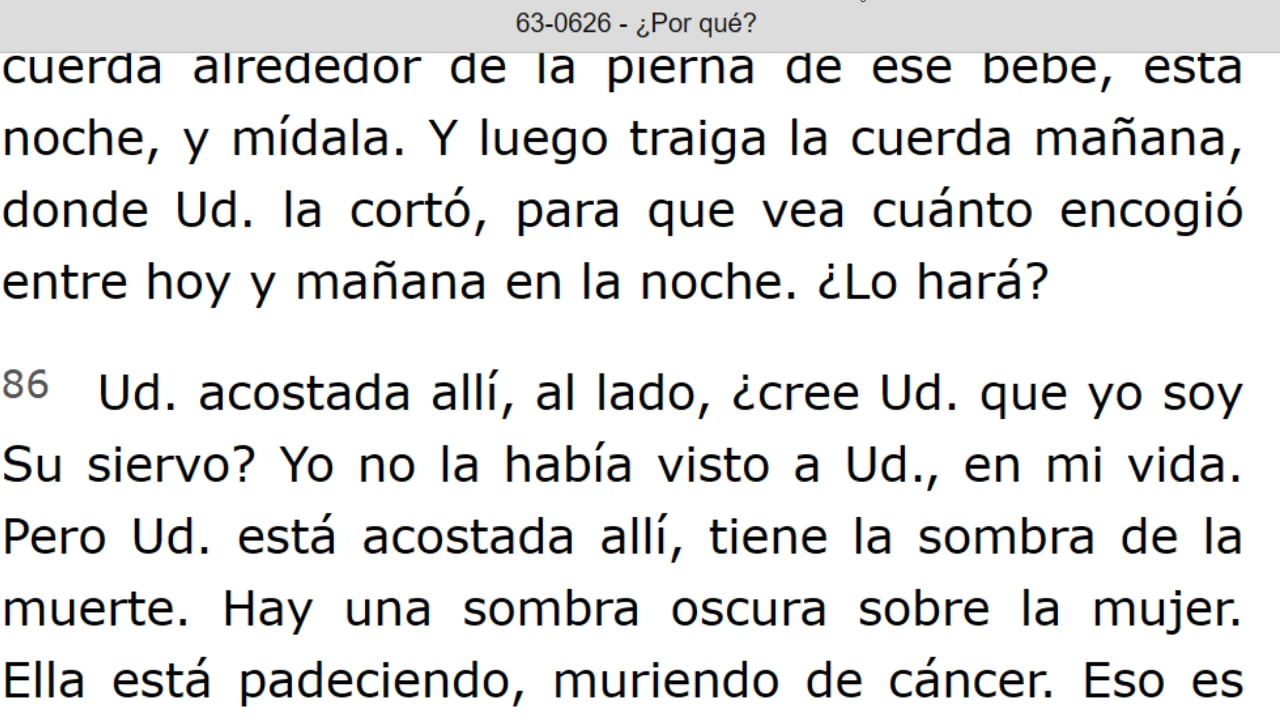 63-0626 - ¿Por qué?
cuerda alrededor de la pierna de ese bebé, esta
noche, y mídala. Y luego traiga la cuerda mañana,
donde Ud. la cortó, para que vea cuánto encogió
entre hoy y mañana en la noche. ¿Lo hará?
86 Ud. acostada allí, al lado, ¿cree Ud. que yo soy
Su siervo? Yo no la había visto a Ud., en mi vida.
Pero Ud. está acostada allí, tiene la sombra de la
muerte. Hay una sombra oscura sobre la mujer.
Ella está padeciendo, muriendo de cáncer. Eso es